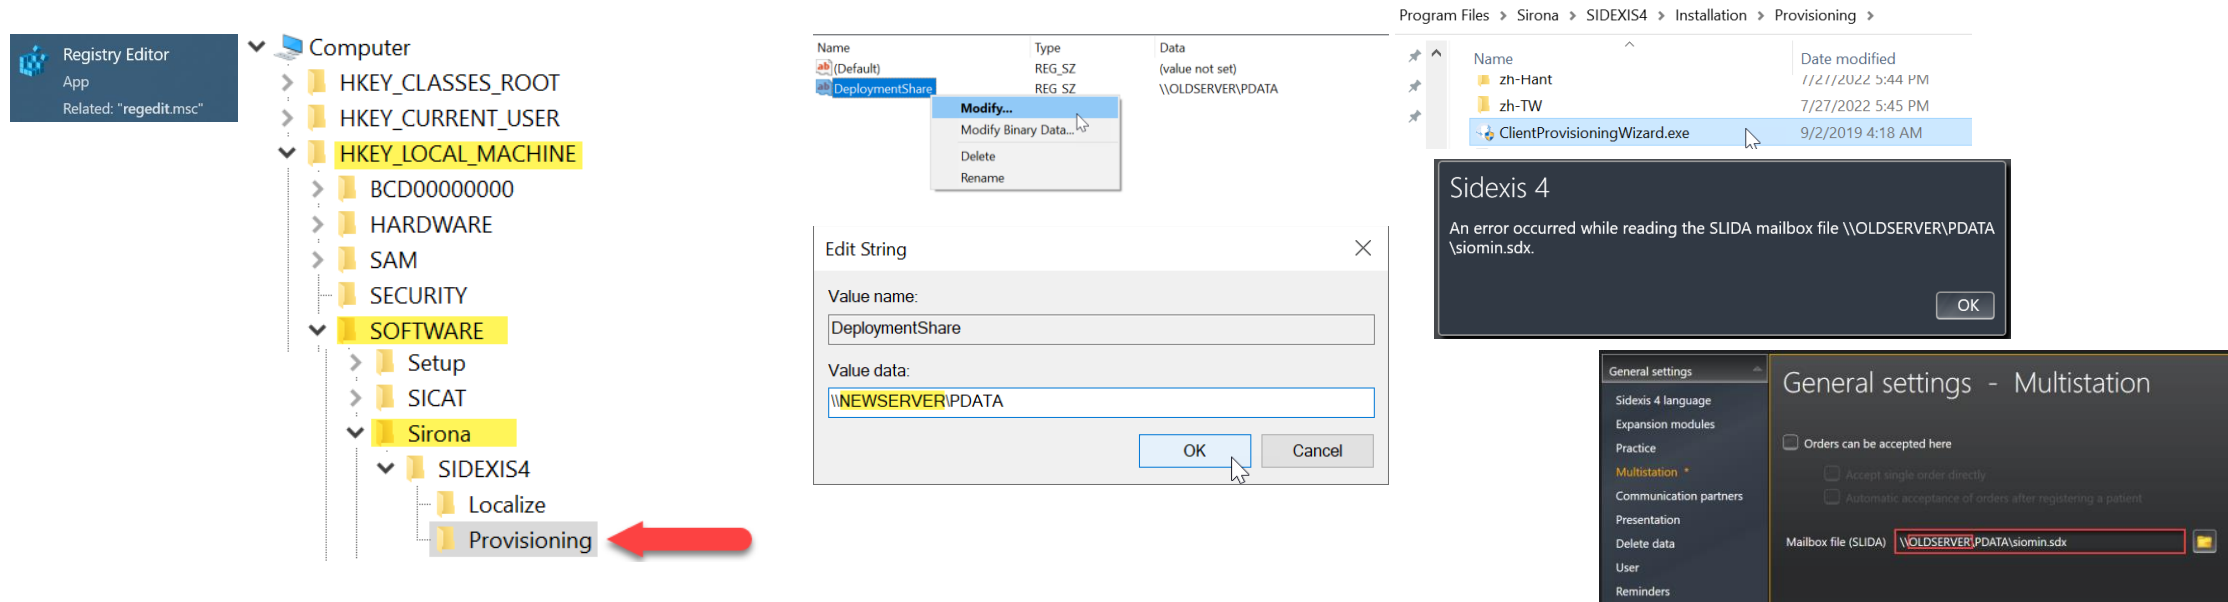 Registry Editor
App
Related: "regedit.msc"
Computer
HKEY_CLASSES_ROOT
HKEY_CURRENT_USER
HKEY_LOCAL_MACHINE
BCD00000000
HARDWARE
SAM
SECURITY
SOFTWARE
Setup
SICAT
Sirona
SIDEXIS4
Localize
Provisioning
Name Type Data
(Default) REG_SZ (value not set)
DeploymentShare REG_SZ \\OLDSERVER\PDATA
Modify...
Modify Binary Data...
Delete
Rename
Edit String
Value name:
DeploymentShare
Value data:
\\NEWSERVER\PDATA
OK Cancel
Program Files > Sirona > SIDEXIS4 > Installation > Provisioning >
Name Date modified
zh-Hant 7/27/2022 5:44 PM
zh-TW 7/27/2022 5:45 PM
ClientProvisioningWizard.exe 9/2/2019 4:18 AM
Sidexis 4
An error occurred while reading the SLIDA mailbox file \\OLDSERVER\PDATA
\siomin.sdx.
OK
General settings
Sidexis 4 language
Expansion modules
Practice
Multistation *
Communication partners
Presentation
Delete data
User
Reminders
General settings - Multistation
Orders can be accepted here
Accept single order directly
Automatic acceptance of orders after registering a patient
Mailbox file (SLIDA) \\OLDSERVER\PDATA\siomin.sdx